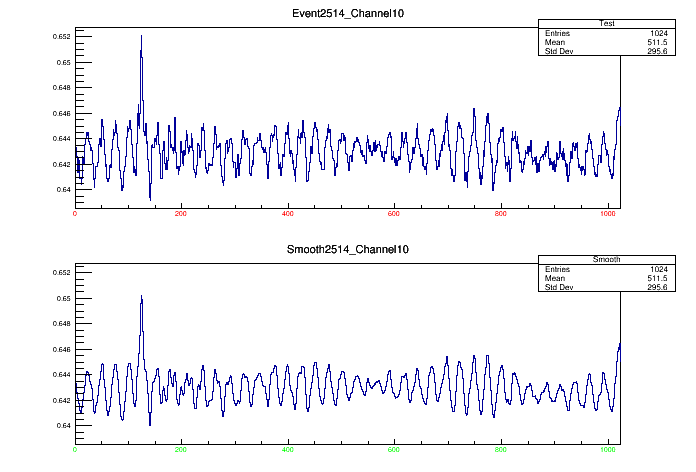 Event2514_Channel10
Test
Entries 1024
Mean 511.5
Std Dev 295.6
0.652
0.65
0.648
0.646
0.644
0.642
0.64
0 200 400 600 800 1000
Smooth2514_Channel10
Smooth
Entries 1024
Mean 511.5
Std Dev 295.6
0.652
0.65
0.648
0.646
0.644
0.642
0.64
0 200 400 600 800 1000